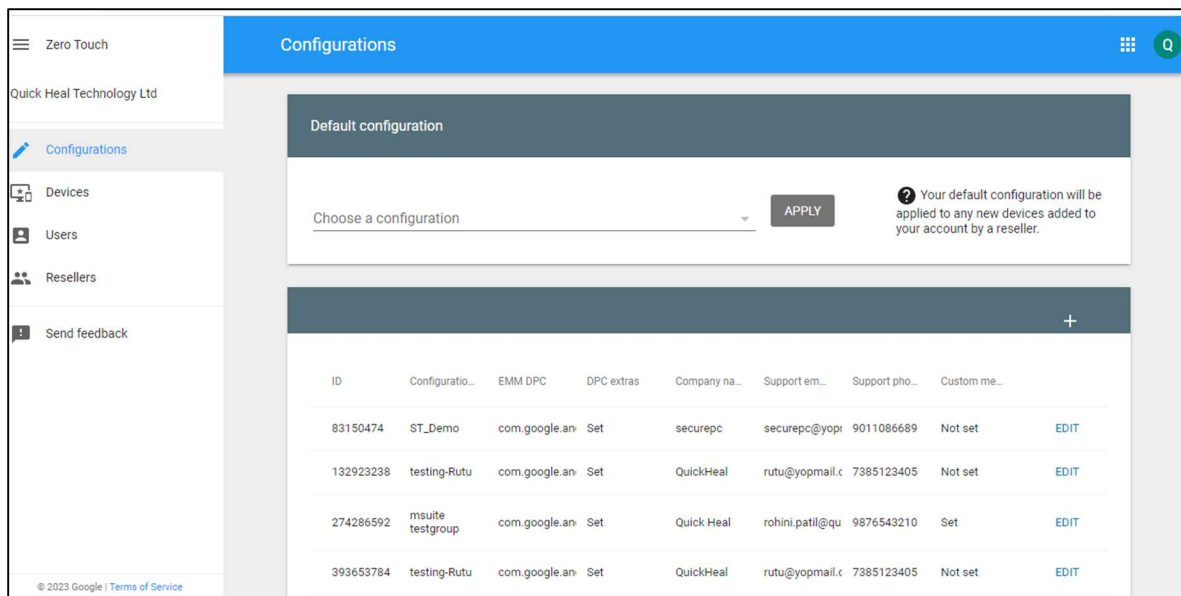 Zero Touch
Configurations
Q
Quick Heal Technology Ltd
Configurations
Devices
Users
Resellers
Send feedback
© 2023 Google | Terms of Service
Default configuration
Choose a configuration
APPLY
? Your default configuration will be
applied to any new devices added to
your account by a reseller.
+
ID Configuratio... EMM DPC DPC extras Company na... Support em... Support pho... Custom me...
83150474 ST_Demo com.google.an Set securepc securepc@yopr 9011086689 Not set EDIT
132923238 testing-Rutu com.google.an Set QuickHeal rutu@yopmail.c 7385123405 Not set EDIT
274286592 msuite testgroup com.google.an Set Quick Heal rohini.patil@qu 9876543210 Set EDIT
393653784 testing-Rutu com.google.an Set QuickHeal rutu@yopmail.c 7385123405 Not set EDIT